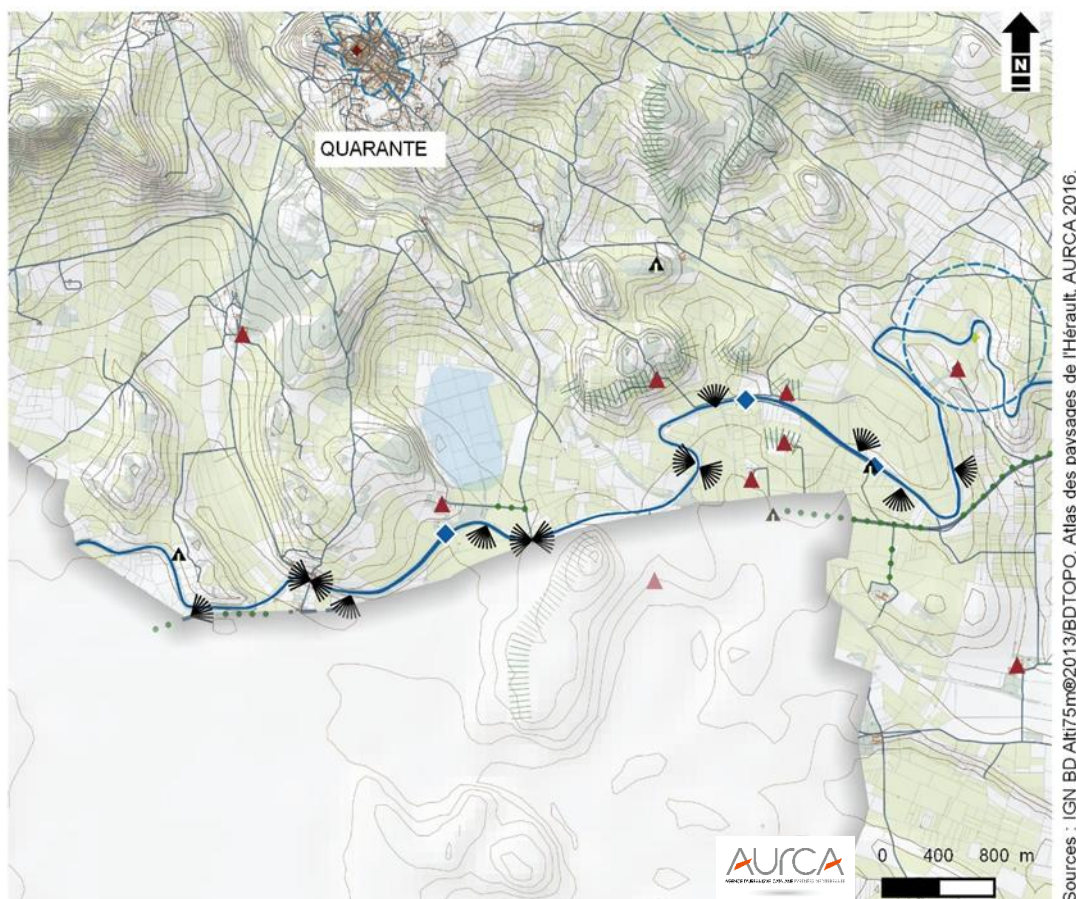 N
QUARANTE
Sources : IGN BD Alti75m®2013/BDTOPO, Atlas des paysages de l'Hérault, AURCA 2016.
AURCA
0 400 800 m